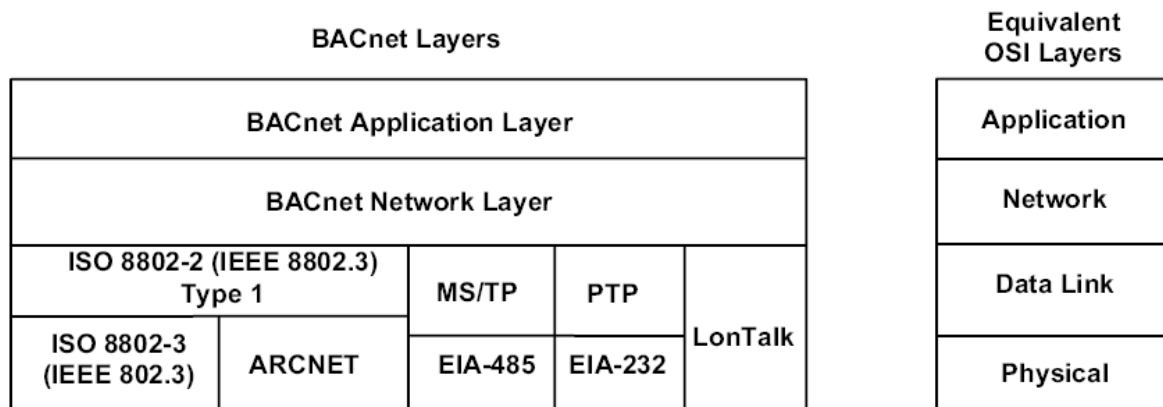 BACnet Layers
Equivalent
OSI Layers
BACnet Application Layer
Application
BACnet Network Layer
Network
ISO 8802-2 (IEEE 8802.3)
Type 1
MS/TP
PTP
LonTalk
Data Link
ISO 8802-3
(IEEE 802.3)
ARCNET
EIA-485
EIA-232
Physical